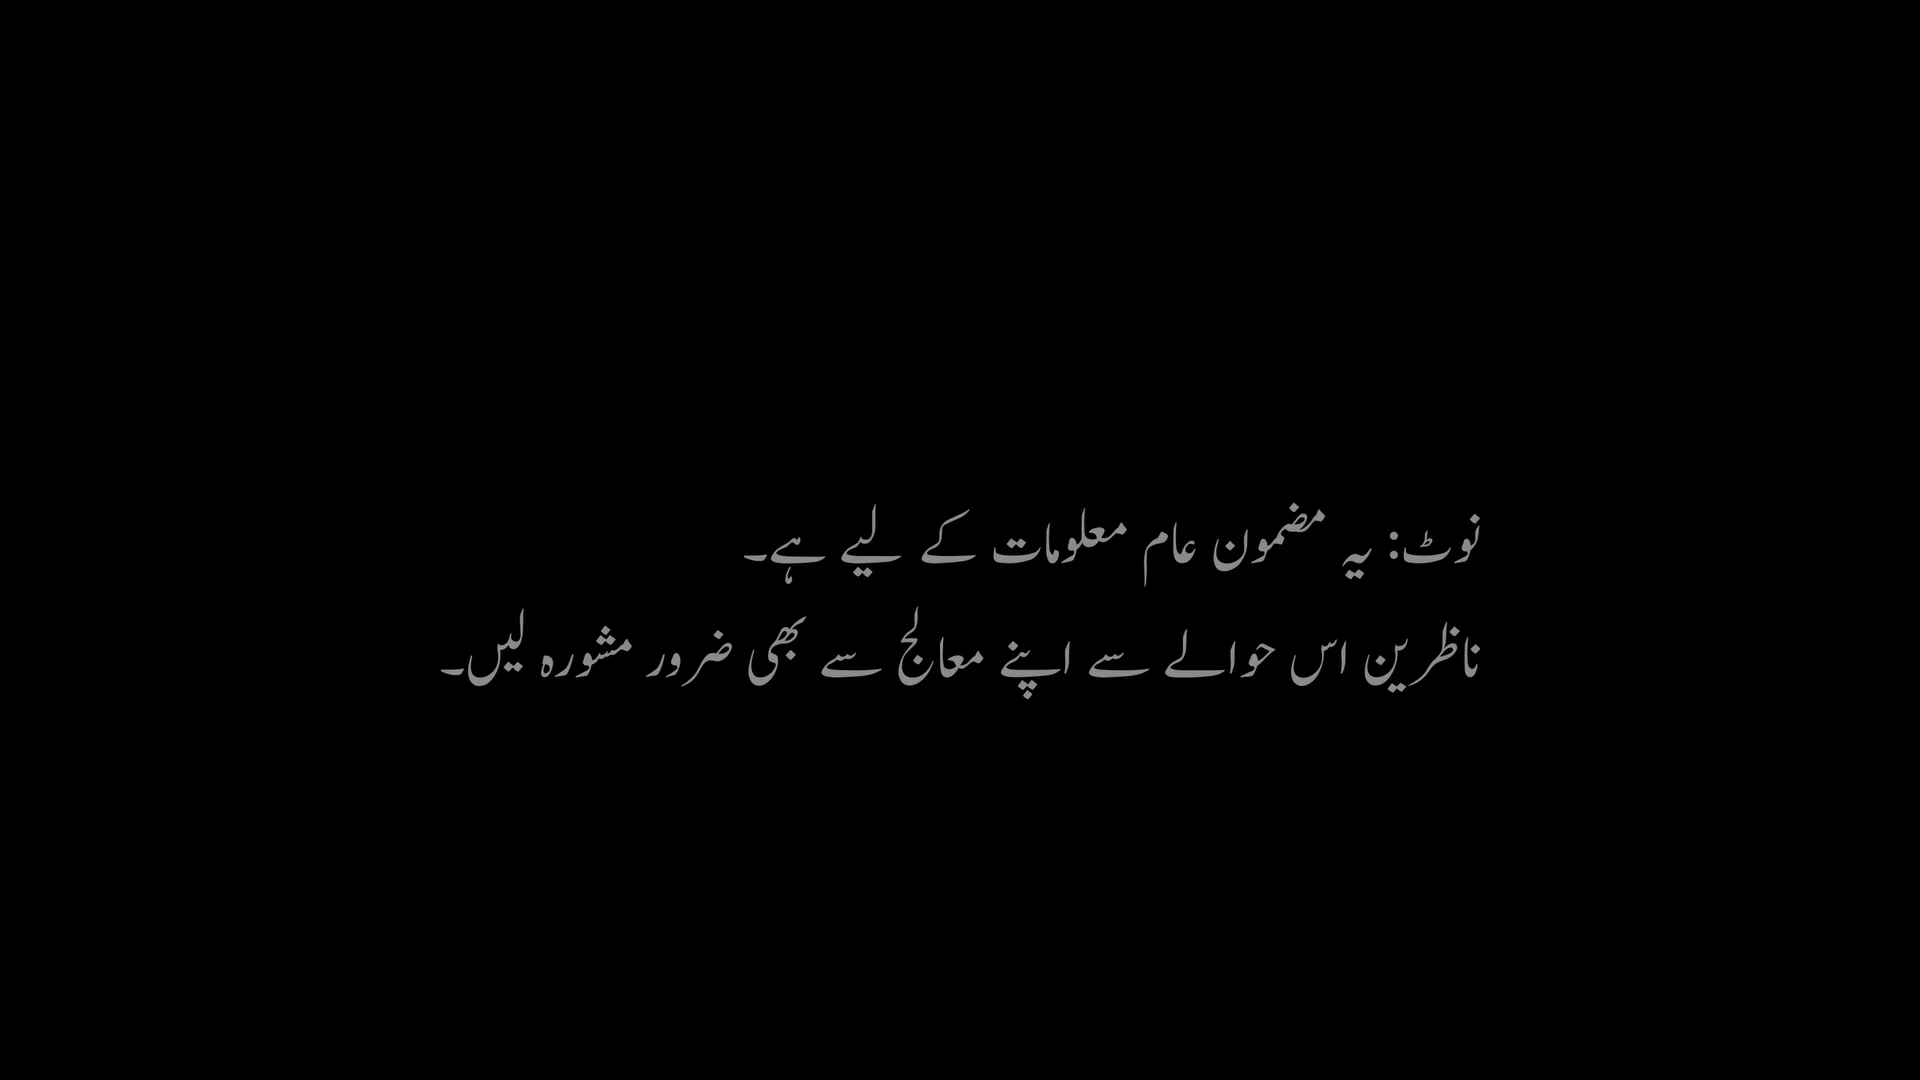 نوٹ: یہ مضمون عام معلومات کے لیے ہے۔
ناظرین اس حوالے سے اپنے معالج سے بھی ضرور مشورہ لیں۔